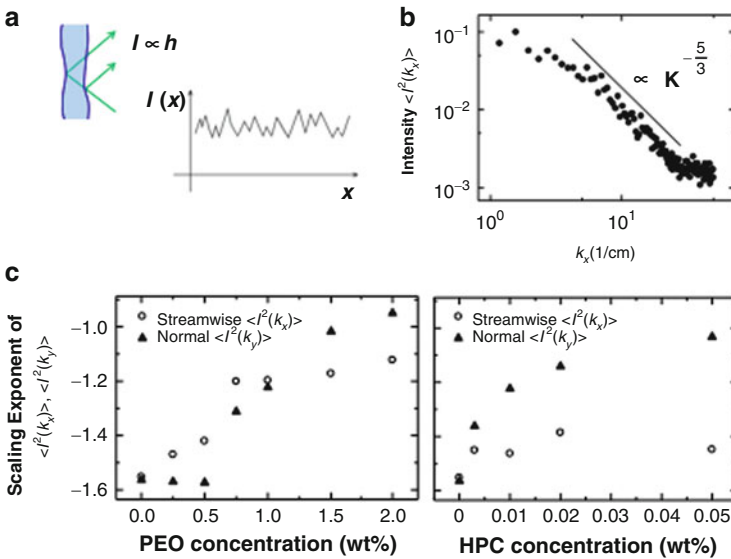 a
I ∝ h
I (x)
x
b
Intensity <I²(kₓ)>
10⁻¹
10⁻²
10⁻³
∝ K^{-5/3}
10⁰
10¹
kₓ(1/cm)
c
Scaling Exponent of
<I²(kₓ)>, <I²(k_y)>
Streamwise <I²(kₓ)>
Normal <I²(k_y)>
−1.0
−1.2
−1.4
−1.6
0.0 0.5 1.0 1.5 2.0
PEO concentration (wt%)
Streamwise <I²(kₓ)>
Normal <I²(k_y)>
0 0.01 0.02 0.03 0.04 0.05
HPC concentration (wt%)